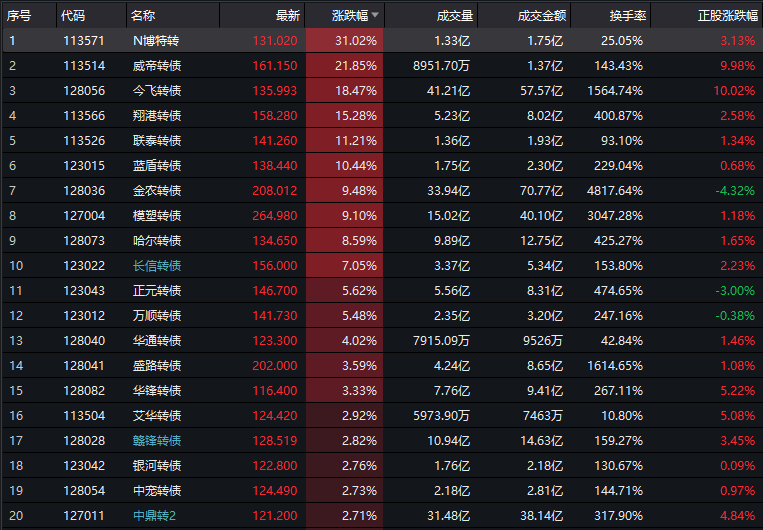 序号 代码 名称 最新 涨跌幅 成交量 成交金额 换手率 正股涨跌幅
1 113571 N博特转 131.020 31.02% 1.33亿 1.75亿 25.05% 3.13%
2 113514 威帝转债 161.150 21.85% 8951.70万 1.37亿 143.43% 9.98%
3 128056 今飞转债 135.993 18.47% 41.21亿 57.57亿 1564.74% 10.02%
4 113566 翔港转债 158.280 15.28% 5.23亿 8.02亿 400.87% 2.58%
5 113526 联泰转债 141.260 11.21% 1.36亿 1.93亿 93.10% 1.34%
6 123015 蓝盾转债 138.440 10.44% 1.75亿 2.30亿 229.04% 0.68%
7 128036 金农转债 208.012 9.48% 33.94亿 70.77亿 4817.64% -4.32%
8 127004 模塑转债 264.980 9.10% 15.02亿 40.10亿 3047.28% 1.18%
9 128073 哈尔转债 134.650 8.59% 9.89亿 12.75亿 425.27% 1.65%
10 123022 长信转债 156.000 7.05% 3.37亿 5.34亿 153.80% 2.23%
11 123043 正元转债 146.700 5.62% 5.56亿 8.31亿 474.65% -3.00%
12 123012 万顺转债 141.730 5.48% 2.35亿 3.20亿 247.16% -0.38%
13 128040 华通转债 123.300 4.02% 7915.09万 9526万 42.84% 1.46%
14 128041 盛路转债 202.000 3.59% 4.24亿 8.65亿 1614.65% 1.08%
15 128082 华锋转债 116.400 3.33% 7.76亿 9.41亿 267.11% 5.22%
16 113504 艾华转债 124.420 2.92% 5973.90万 7463万 10.80% 5.08%
17 128028 赣锋转债 128.519 2.82% 10.94亿 14.63亿 159.27% 3.45%
18 123042 银河转债 122.800 2.76% 1.76亿 2.18亿 130.67% 0.09%
19 128054 中宠转债 124.490 2.73% 2.18亿 2.81亿 144.71% 0.97%
20 127011 中鼎转2 121.200 2.71% 31.48亿 38.14亿 317.90% 4.84%